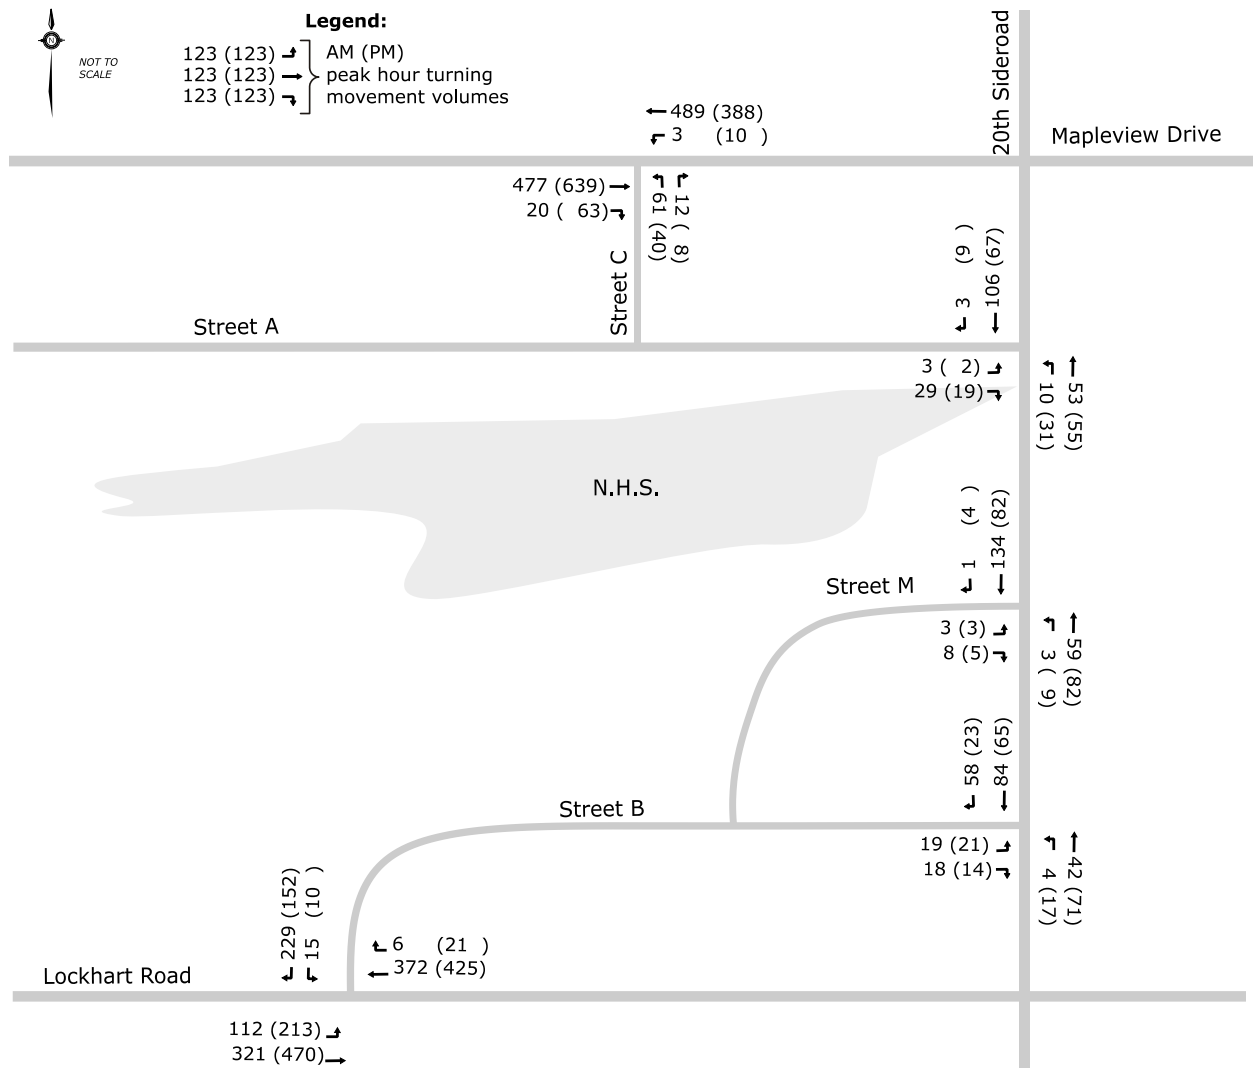 Legend:
N
NOT TO
SCALE
123 (123)
AM (PM)
123 (123)
peak hour turning
123 (123)
movement volumes
20th Sideroad
Mapleview Drive
489 (388)
3 (10 )
477 (639)
20 ( 63)
61 (40)
12 ( 8)
Street C
Street A
3 (9 )
106 (67)
3 ( 2)
29 (19)
10 (31)
53 (55)
N.H.S.
1 (4 )
134 (82)
Street M
3 (3)
8 (5)
3 ( 9)
59 (82)
58 (23)
84 (65)
Street B
19 (21)
18 (14)
4 (17)
42 (71)
229 (152)
15 (10 )
6 (21 )
372 (425)
Lockhart Road
112 (213)
321 (470)